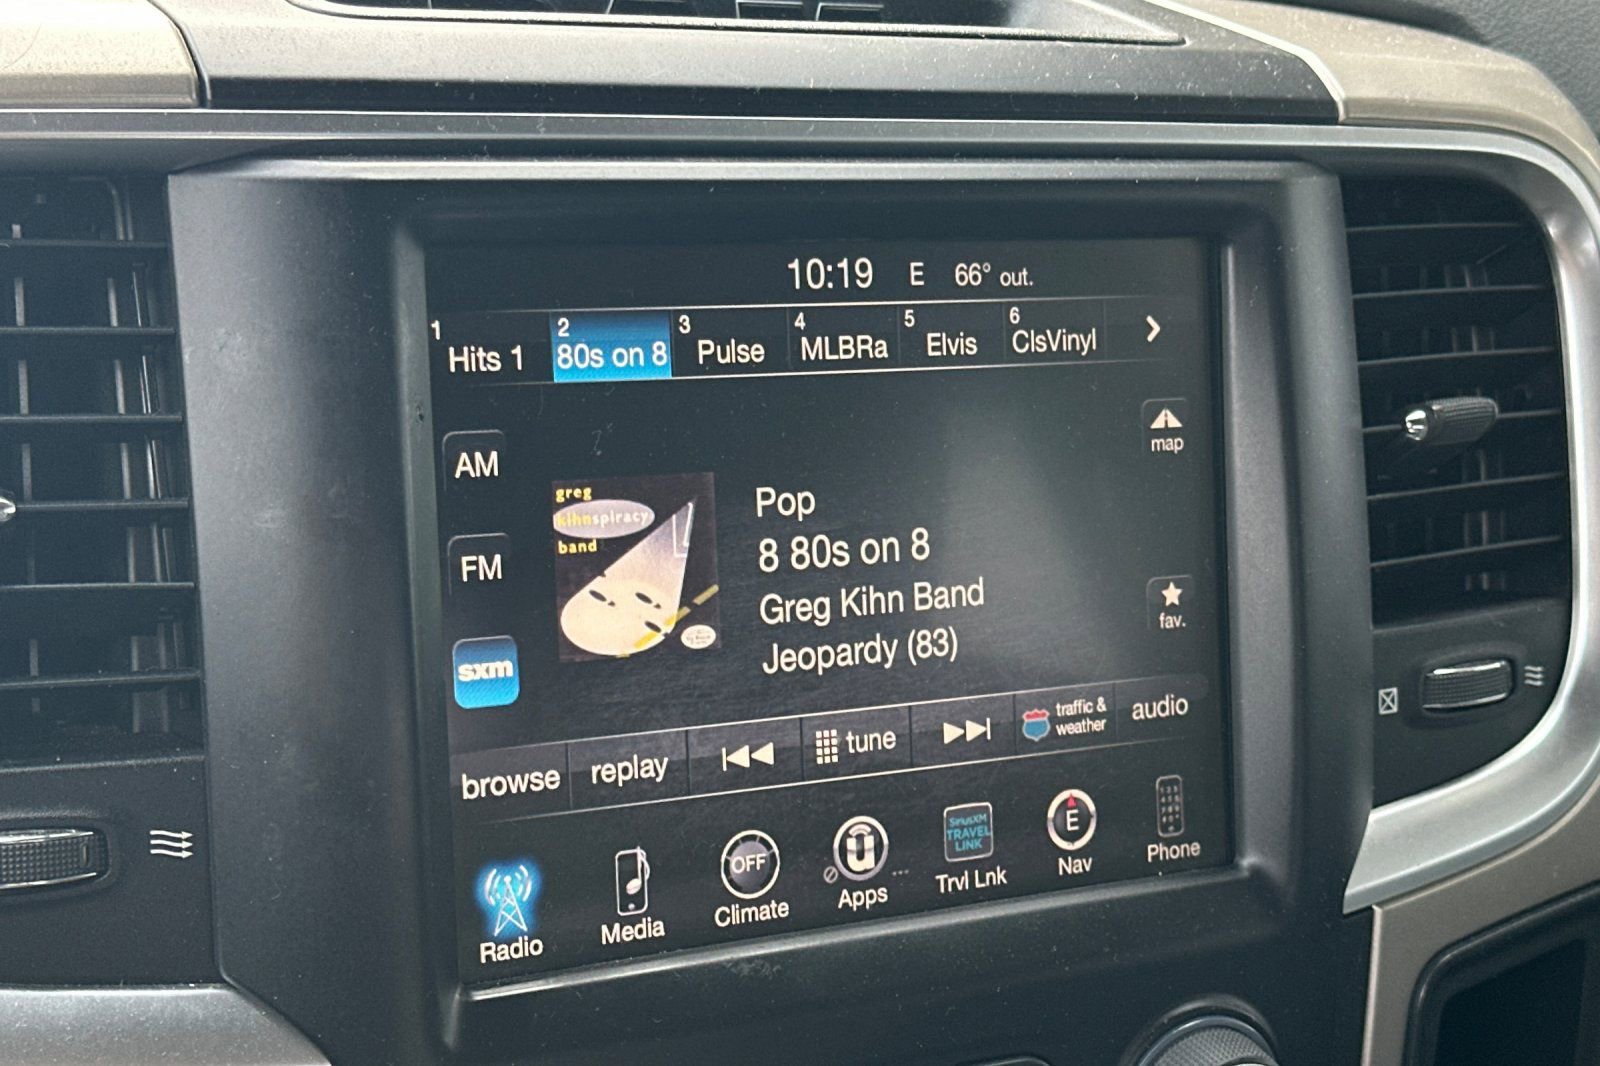 10:19 E 66° out.
1 Hits 1
2 80s on 8
3 Pulse
4 MLBRa
5 Elvis
6 ClsVinyl
AM
FM
sxm
greg
kihnspiracy
band
Pop
8 80s on 8
Greg Kihn Band
Jeopardy (83)
map
fav.
browse
replay
tune
traffic &
weather
audio
Radio
Media
OFF
Climate
Apps
SiriusXM
TRAVEL
LINK
Trvl Lnk
E
Nav
Phone